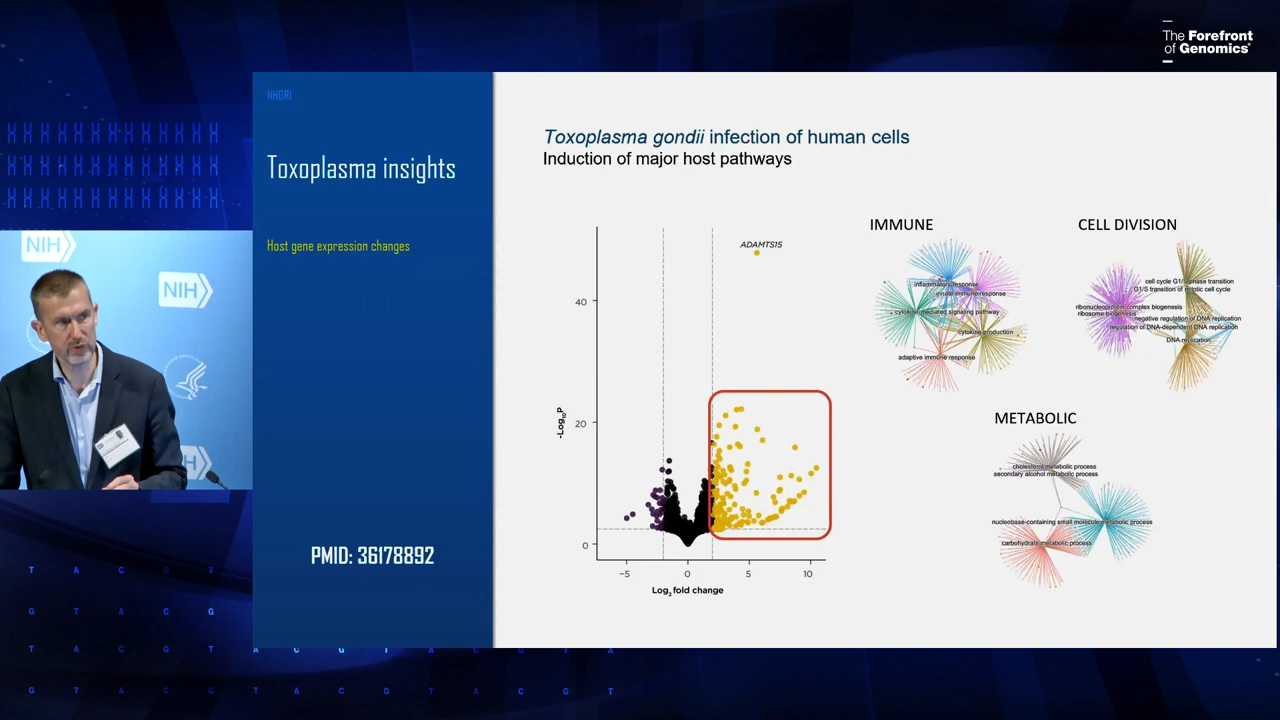 The Forefront
of Genomics®
NHGRI
Toxoplasma insights
Host gene expression changes
PMID: 36178892
Toxoplasma gondii infection of human cells
Induction of major host pathways
ADAMTS15
40
20
0
-Log10P
−5
0
5
10
Log2 fold change
IMMUNE
inflammatory response
innate immune response
cytokine-mediated signaling pathway
cytokine production
adaptive immune response
CELL DIVISION
cell cycle G1/S phase transition
G1/S transition of mitotic cell cycle
ribonucleoprotein complex biogenesis
ribosome biogenesis
negative regulation of DNA replication
regulation of DNA-dependent DNA replication
DNA replication
METABOLIC
cholesterol metabolic process
secondary alcohol metabolic process
nucleobase-containing small molecule metabolic process
carbohydrate metabolic process
NIH
NIH
T A C G T
G T A C G
T A C G T A C G T A C G T A
G T A C G T A C G T A C G T